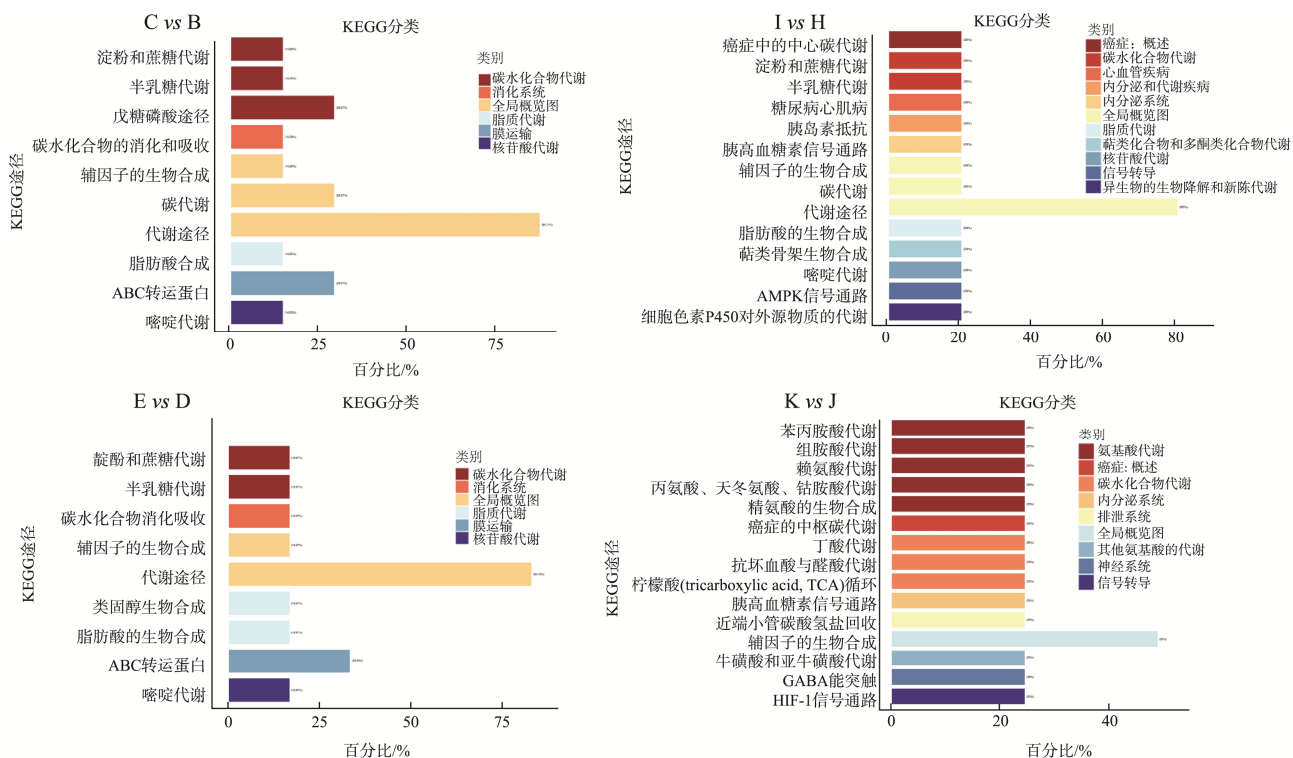 C vs B
KEGG分类
淀粉和蔗糖代谢
半乳糖代谢
戊糖磷酸途径
碳水化合物的消化和吸收
辅因子的生物合成
碳代谢
代谢途径
脂肪酸合成
ABC转运蛋白
嘧啶代谢
KEGG途径
0 25 50 75
百分比/%
类别
碳水化合物代谢
消化系统
全局概览图
脂质代谢
膜运输
核苷酸代谢
I vs H
KEGG分类
癌症中的中心碳代谢
淀粉和蔗糖代谢
半乳糖代谢
糖尿病心肌病
胰岛素抵抗
胰高血糖素信号通路
辅因子的生物合成
碳代谢
代谢途径
脂肪酸的生物合成
萜类骨架生物合成
嘧啶代谢
AMPK信号通路
细胞色素P450对外源物质的代谢
KEGG途径
0 20 40 60 80
百分比/%
类别
癌症：概述
碳水化合物代谢
心血管疾病
内分泌和代谢疾病
内分泌系统
全局概览图
脂质代谢
萜类化合物和多酮类化合物代谢
核苷酸代谢
信号转导
异生物的生物降解和新陈代谢
E vs D
KEGG分类
靛酚和蔗糖代谢
半乳糖代谢
碳水化合物消化吸收
辅因子的生物合成
代谢途径
类固醇生物合成
脂肪酸的生物合成
ABC转运蛋白
嘧啶代谢
KEGG途径
0 25 50 75
百分比/%
类别
碳水化合物代谢
消化系统
全局概览图
脂质代谢
膜运输
核苷酸代谢
K vs J
KEGG分类
苯丙胺酸代谢
组胺酸代谢
赖氨酸代谢
丙氨酸、天冬氨酸、钴胺酸代谢
精氨酸的生物合成
癌症的中枢碳代谢
丁酸代谢
抗坏血酸与醛酸代谢
柠檬酸(tricarboxylic acid, TCA)循环
胰高血糖素信号通路
近端小管碳酸氢盐回收
辅因子的生物合成
牛磺酸和亚牛磺酸代谢
GABA能突触
HIF-1信号通路
KEGG途径
0 20 40
百分比/%
类别
氨基酸代谢
癌症: 概述
碳水化合物代谢
内分泌系统
排泄系统
全局概览图
其他氨基酸的代谢
神经系统
信号转导